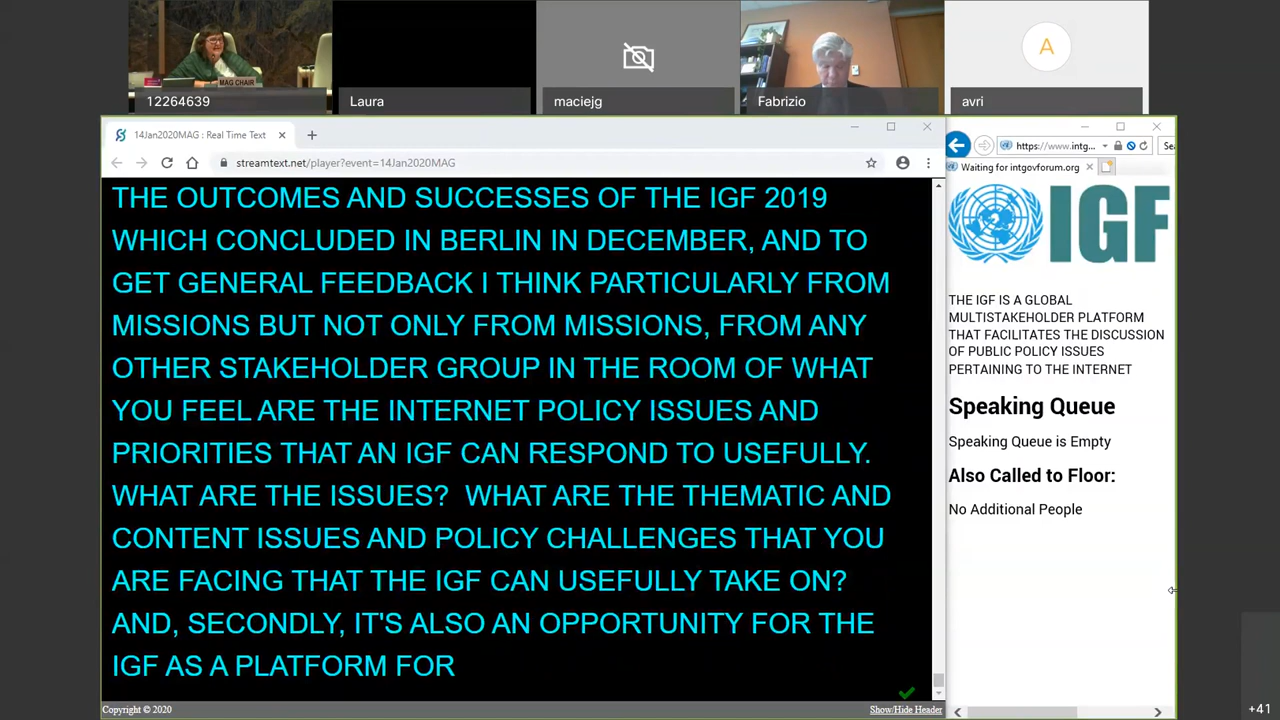 MAG CHAIR
12264639
Laura
maciejg
Fabrizio
A
avri
14Jan2020MAG : Real Time Text
streamtext.net/player?event=14Jan2020MAG
THE OUTCOMES AND SUCCESSES OF THE IGF 2019
WHICH CONCLUDED IN BERLIN IN DECEMBER, AND TO
GET GENERAL FEEDBACK I THINK PARTICULARLY FROM
MISSIONS BUT NOT ONLY FROM MISSIONS, FROM ANY
OTHER STAKEHOLDER GROUP IN THE ROOM OF WHAT
YOU FEEL ARE THE INTERNET POLICY ISSUES AND
PRIORITIES THAT AN IGF CAN RESPOND TO USEFULLY.
WHAT ARE THE ISSUES?  WHAT ARE THE THEMATIC AND
CONTENT ISSUES AND POLICY CHALLENGES THAT YOU
ARE FACING THAT THE IGF CAN USEFULLY TAKE ON?
AND, SECONDLY, IT'S ALSO AN OPPORTUNITY FOR THE
IGF AS A PLATFORM FOR
Copyright © 2020
Show/Hide Header
https://www.intg...
Sea
Waiting for intgovforum.org
IGF
THE IGF IS A GLOBAL
MULTISTAKEHOLDER PLATFORM
THAT FACILITATES THE DISCUSSION
OF PUBLIC POLICY ISSUES
PERTAINING TO THE INTERNET
Speaking Queue
Speaking Queue is Empty
Also Called to Floor:
No Additional People
+41